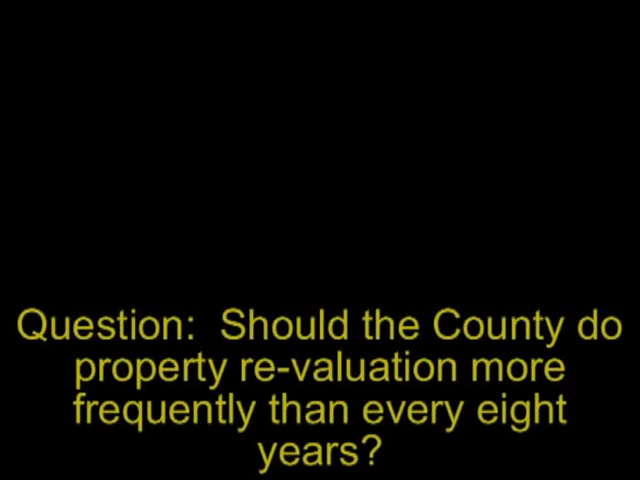 Question:  Should the County do
property re-valuation more
frequently than every eight
years?